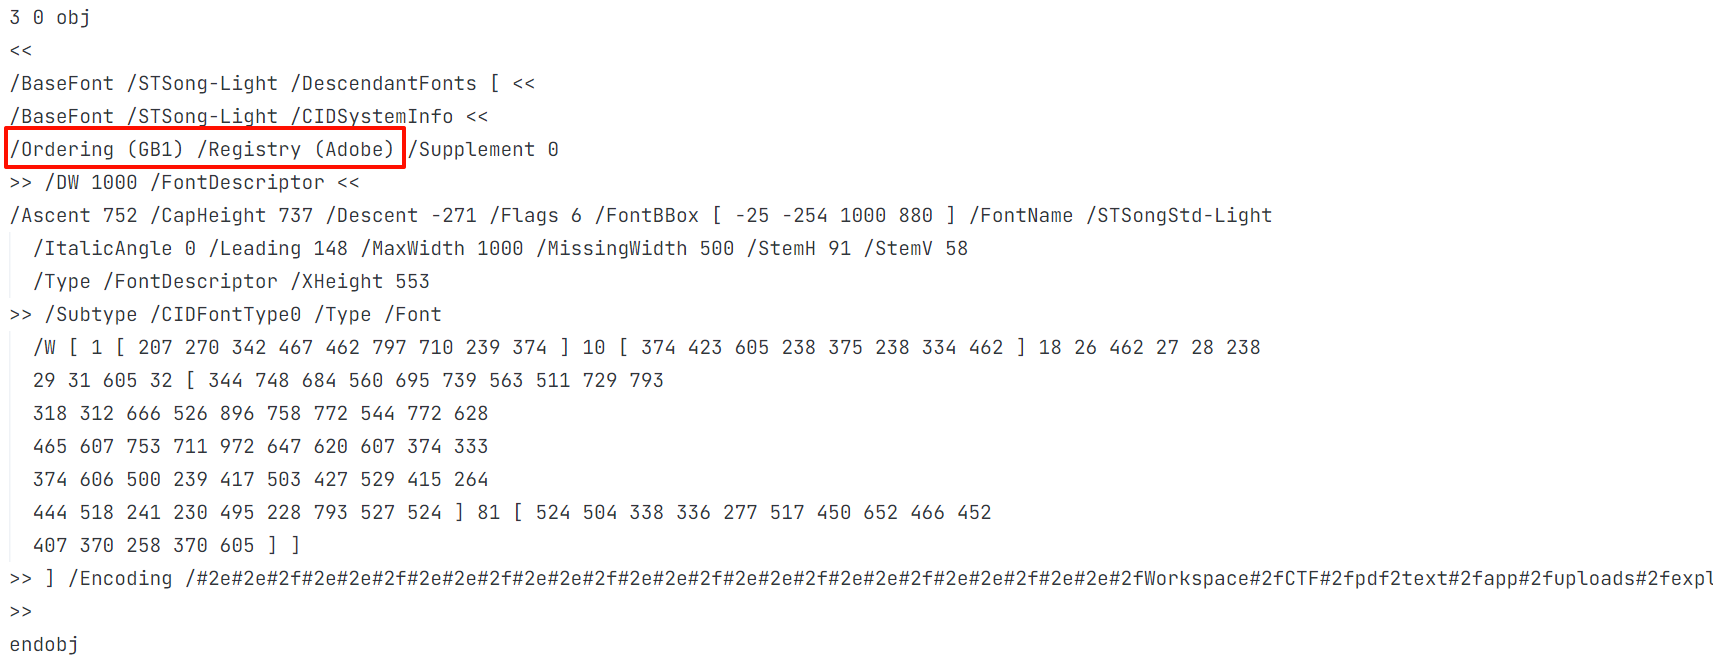 3 0 obj
<<
/BaseFont /STSong-Light /DescendantFonts [ <<
/BaseFont /STSong-Light /CIDSystemInfo <<
/Ordering (GB1) /Registry (Adobe) /Supplement 0
>> /DW 1000 /FontDescriptor <<
/Ascent 752 /CapHeight 737 /Descent -271 /Flags 6 /FontBBox [ -25 -254 1000 880 ] /FontName /STSongStd-Light
/ItalicAngle 0 /Leading 148 /MaxWidth 1000 /MissingWidth 500 /StemH 91 /StemV 58
/Type /FontDescriptor /XHeight 553
>> /Subtype /CIDFontType0 /Type /Font
/W [ 1 [ 207 270 342 467 462 797 710 239 374 ] 10 [ 374 423 605 238 375 238 334 462 ] 18 26 462 27 28 238
29 31 605 32 [ 344 748 684 560 695 739 563 511 729 793
318 312 666 526 896 758 772 544 772 628
465 607 753 711 972 647 620 607 374 333
374 606 500 239 417 503 427 529 415 264
444 518 241 230 495 228 793 527 524 ] 81 [ 524 504 338 336 277 517 450 652 466 452
407 370 258 370 605 ] ]
>> ] /Encoding /#2e#2e#2f#2e#2e#2f#2e#2e#2f#2e#2e#2f#2e#2e#2f#2e#2e#2f#2e#2e#2f#2e#2e#2f#2e#2e#2fWorkspace#2fCTF#2fpdf2text#2fapp#2fuploads#2fexpl
>>
endobj